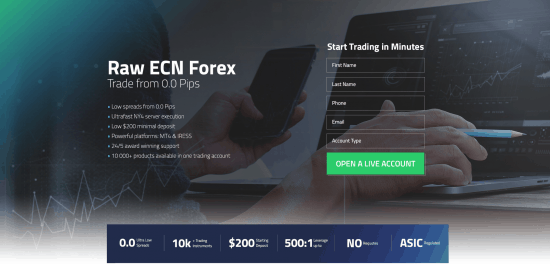 Raw ECN Forex
Trade from 0.0 Pips
• Low spreads from 0.0 Pips
• Ultrafast NY4 server execution
• Low $200 minimal deposit
• Powerful platforms: MT4 & IRESS
• 24/5 award winning support
• 10 000+ products available in one trading account
Start Trading in Minutes
First Name
Last Name
Phone
Email
Account Type
OPEN A LIVE ACCOUNT
0.0 Ultra Low
Spreads
10k + Trading
Instruments
$200 Starting
Deposit
500:1 Leverage
up to
NO Requotes
ASIC Regulated